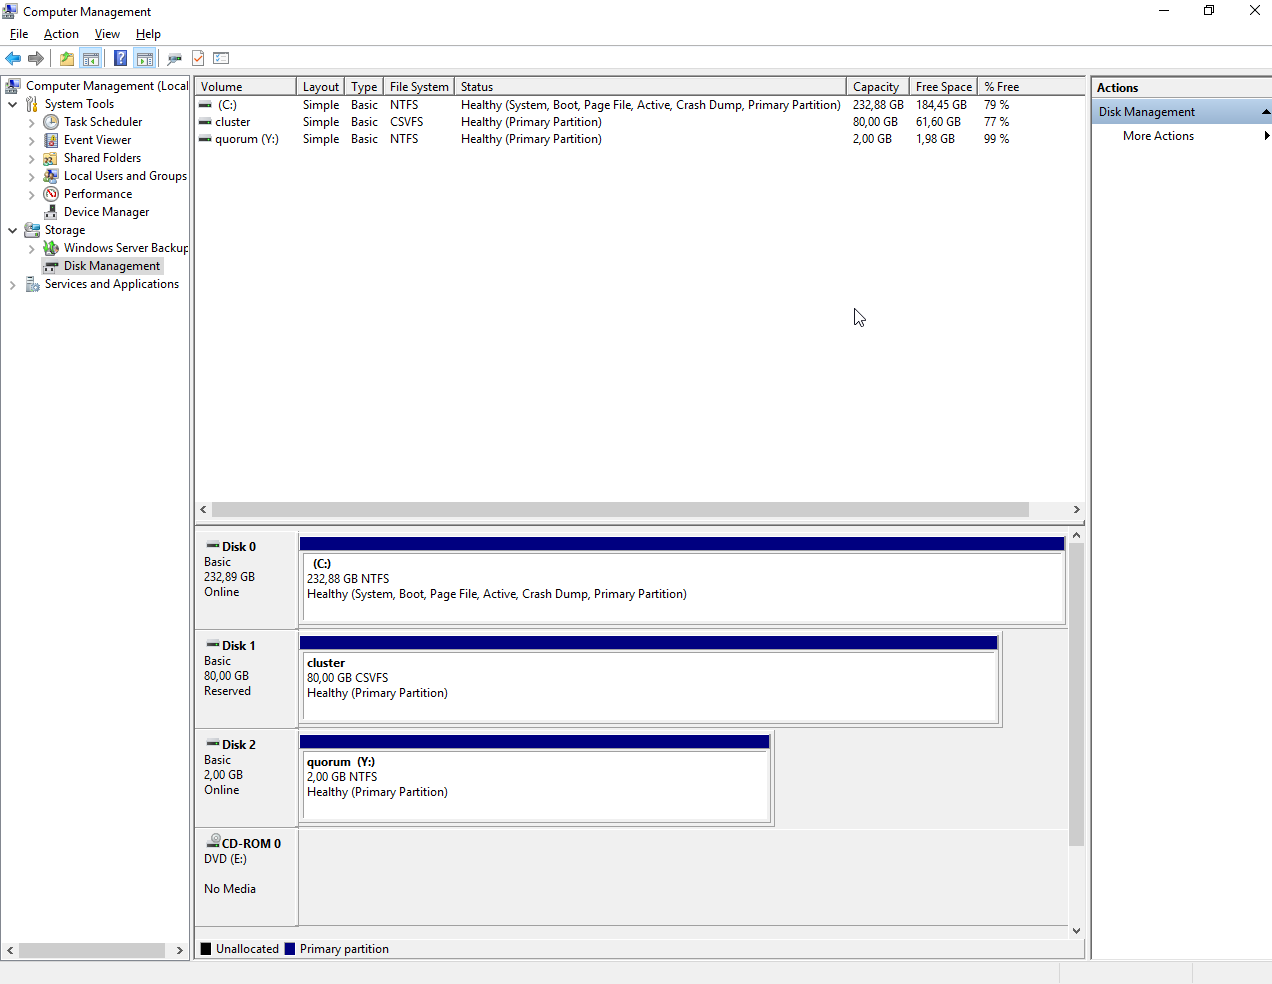 Computer Management
File Action View Help
Computer Management (Local
System Tools
Task Scheduler
Event Viewer
Shared Folders
Local Users and Groups
Performance
Device Manager
Storage
Windows Server Backup
Disk Management
Services and Applications
Volume Layout Type File System Status Capacity Free Space % Free
(C:) Simple Basic NTFS Healthy (System, Boot, Page File, Active, Crash Dump, Primary Partition) 232,88 GB 184,45 GB 79 %
cluster Simple Basic CSVFS Healthy (Primary Partition) 80,00 GB 61,60 GB 77 %
quorum (Y:) Simple Basic NTFS Healthy (Primary Partition) 2,00 GB 1,98 GB 99 %
Disk 0
Basic
232,89 GB
Online
(C:)
232,88 GB NTFS
Healthy (System, Boot, Page File, Active, Crash Dump, Primary Partition)
Disk 1
Basic
80,00 GB
Reserved
cluster
80,00 GB CSVFS
Healthy (Primary Partition)
Disk 2
Basic
2,00 GB
Online
quorum (Y:)
2,00 GB NTFS
Healthy (Primary Partition)
CD-ROM 0
DVD (E:)
No Media
Unallocated Primary partition
Actions
Disk Management
More Actions